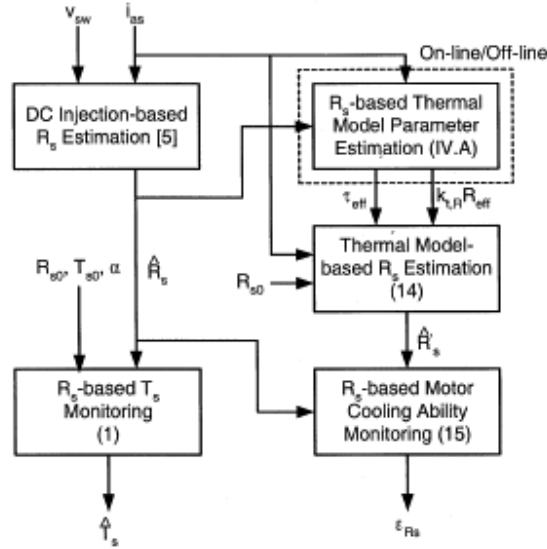 v_sw
i_as
On-line/Off-line
DC Injection-based
R_s Estimation [5]
R_s-based Thermal
Model Parameter
Estimation (IV.A)
τ_eff
k_t,R R_eff
R_s0, T_s0, α
R̂_s
R_s0
Thermal Model-
based R_s Estimation
(14)
R̂'_s
R_s-based T_s
Monitoring
(1)
R_s-based Motor
Cooling Ability
Monitoring (15)
T̂_s
ε_Rs